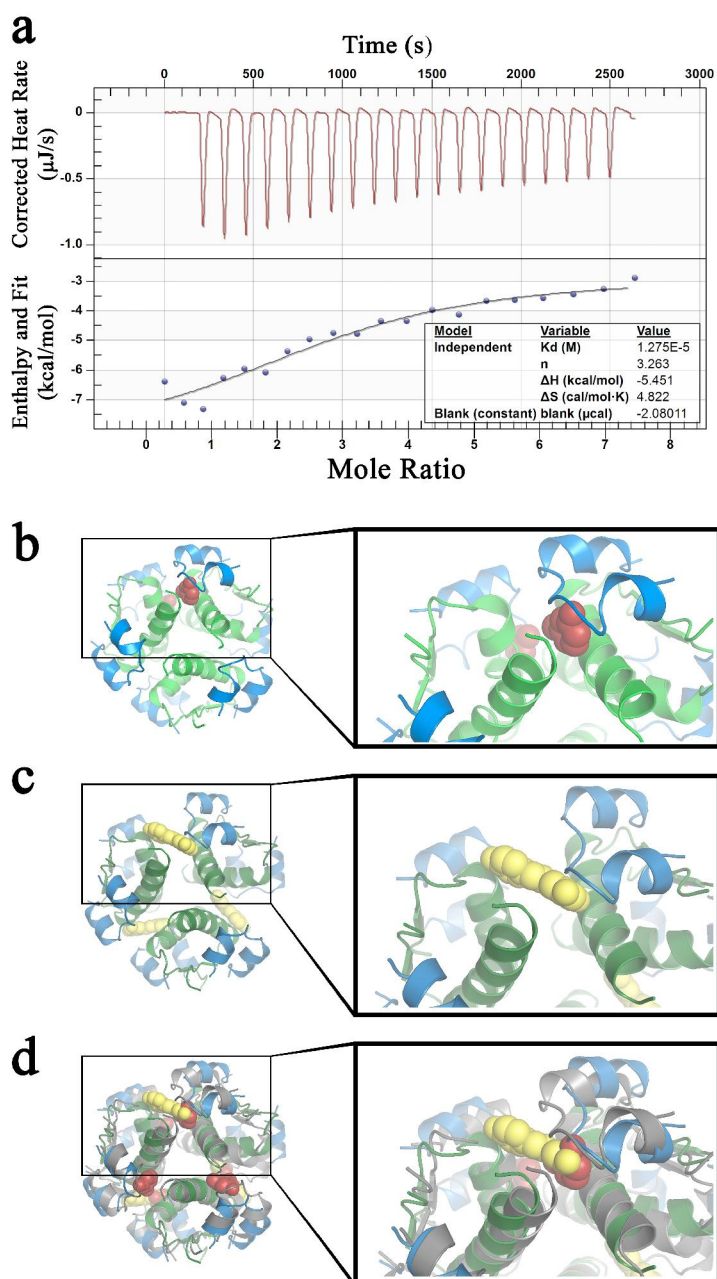 a
Time (s)
0 500 1000 1500 2000 2500 3000
Corrected Heat Rate
(µJ/s)
0
-0.5
-1.0
Enthalpy and Fit
(kcal/mol)
-3
-4
-5
-6
-7
Model Variable Value
Independent Kd (M) 1.275E-5
n 3.263
ΔH (kcal/mol) -5.451
ΔS (cal/mol·K) 4.822
Blank (constant) blank (µcal) -2.08011
0 1 2 3 4 5 6 7 8
Mole Ratio
b
c
d